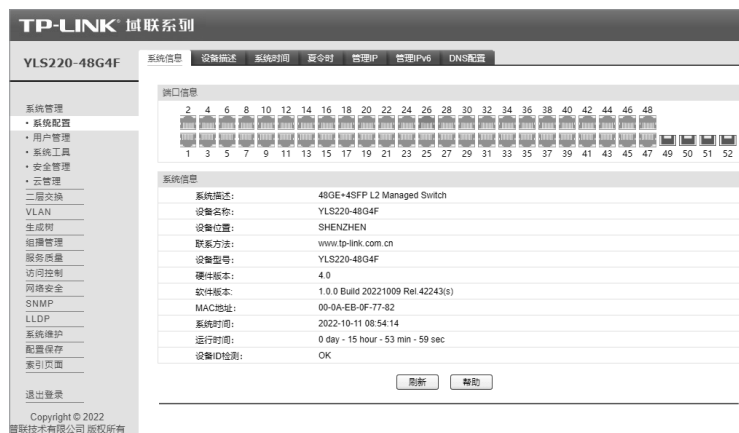 TP-LINK® 域联系列
YLS220-48G4F
系统信息 设备描述 系统时间 夏令时 管理IP 管理IPv6 DNS配置
系统管理
• 系统配置
• 用户管理
• 系统工具
• 安全管理
• 云管理
二层交换
VLAN
生成树
组播管理
服务质量
访问控制
网络安全
SNMP
LLDP
系统维护
配置保存
索引页面
退出登录
Copyright © 2022
普联技术有限公司 版权所有
端口信息
2 4 6 8 10 12 14 16 18 20 22 24 26 28 30 32 34 36 38 40 42 44 46 48
1 3 5 7 9 11 13 15 17 19 21 23 25 27 29 31 33 35 37 39 41 43 45 47 49 50 51 52
系统信息
系统描述: 48GE+4SFP L2 Managed Switch
设备名称: YLS220-48G4F
设备位置: SHENZHEN
联系方法: www.tp-link.com.cn
设备型号: YLS220-48G4F
硬件版本: 4.0
软件版本: 1.0.0 Build 20221009 Rel.42243(s)
MAC地址: 00-0A-EB-0F-77-82
系统时间: 2022-10-11 08:54:14
运行时间: 0 day - 15 hour - 53 min - 59 sec
设备ID检测: OK
刷新 帮助